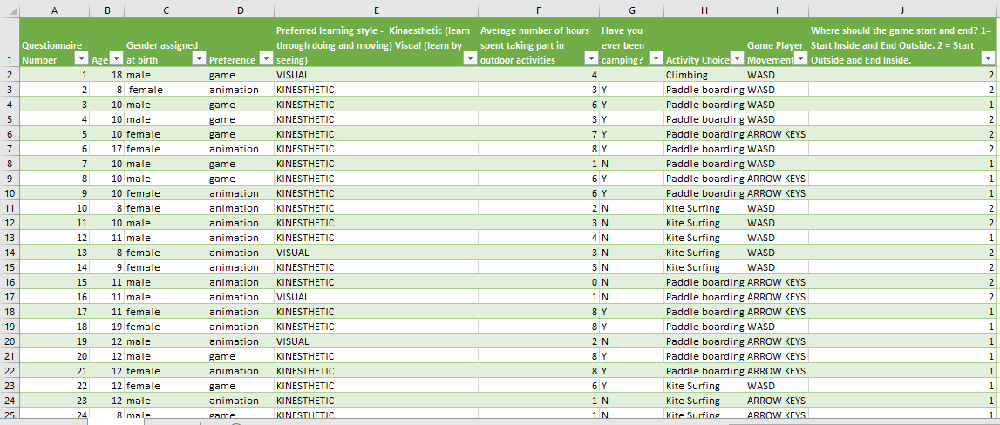 A B C D E F G H I J
1 Questionnaire Number Age Gender assigned at birth Preference Preferred learning style - Kinaesthetic (learn through doing and moving) Visual (learn by seeing) Average number of hours spent taking part in outdoor activities Have you ever been camping? Activity Choice Game Player Movement Where should the game start and end? 1= Start Inside and End Outside. 2 = Start Outside and End Inside.
2 1 18 male game VISUAL 4 Climbing WASD 2
3 2 8 female animation KINESTHETIC 3 Y Paddle boarding WASD 2
4 3 10 male game KINESTHETIC 6 Y Paddle boarding WASD 1
5 4 10 male game KINESTHETIC 3 Y Paddle boarding WASD 2
6 5 10 female game KINESTHETIC 7 Y Paddle boarding ARROW KEYS 2
7 6 17 female animation KINESTHETIC 8 Y Paddle boarding WASD 2
8 7 10 male game KINESTHETIC 1 N Paddle boarding WASD 1
9 8 10 male game KINESTHETIC 6 Y Paddle boarding ARROW KEYS 1
10 9 10 female animation KINESTHETIC 6 Y Paddle boarding ARROW KEYS 1
11 10 8 female animation KINESTHETIC 2 N Kite Surfing WASD 2
12 11 10 male animation KINESTHETIC 3 N Kite Surfing WASD 2
13 12 11 male animation KINESTHETIC 4 N Kite Surfing WASD 1
14 13 8 female animation VISUAL 3 N Kite Surfing WASD 2
15 14 9 female animation KINESTHETIC 3 N Kite Surfing WASD 2
16 15 11 male animation KINESTHETIC 0 N Paddle boarding ARROW KEYS 2
17 16 11 male animation VISUAL 1 N Paddle boarding ARROW KEYS 2
18 17 11 female animation KINESTHETIC 8 Y Paddle boarding ARROW KEYS 1
19 18 19 female animation KINESTHETIC 8 Y Paddle boarding WASD 1
20 19 12 male animation VISUAL 2 N Paddle boarding ARROW KEYS 1
21 20 12 male game KINESTHETIC 8 Y Paddle boarding ARROW KEYS 1
22 21 12 female animation KINESTHETIC 8 Y Paddle boarding ARROW KEYS 1
23 22 12 female game KINESTHETIC 6 Y Kite Surfing WASD 1
24 23 12 male animation KINESTHETIC 1 N Kite Surfing ARROW KEYS 1
25 24 8 male game KINESTHETIC 1 N Kite Surfing ARROW KEYS 1